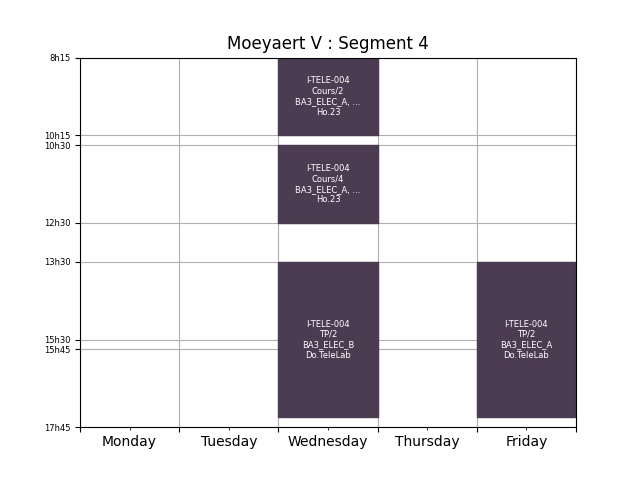 Moeyaert V : Segment 4
8h15
10h15
10h30
12h30
13h30
15h30
15h45
17h45
I-TELE-004
Cours/2
BA3_ELEC_A, ...
Ho.23
I-TELE-004
Cours/4
BA3_ELEC_A, ...
Ho.23
I-TELE-004
TP/2
BA3_ELEC_B
Do.TeleLab
I-TELE-004
TP/2
BA3_ELEC_A
Do.TeleLab
Monday
Tuesday
Wednesday
Thursday
Friday